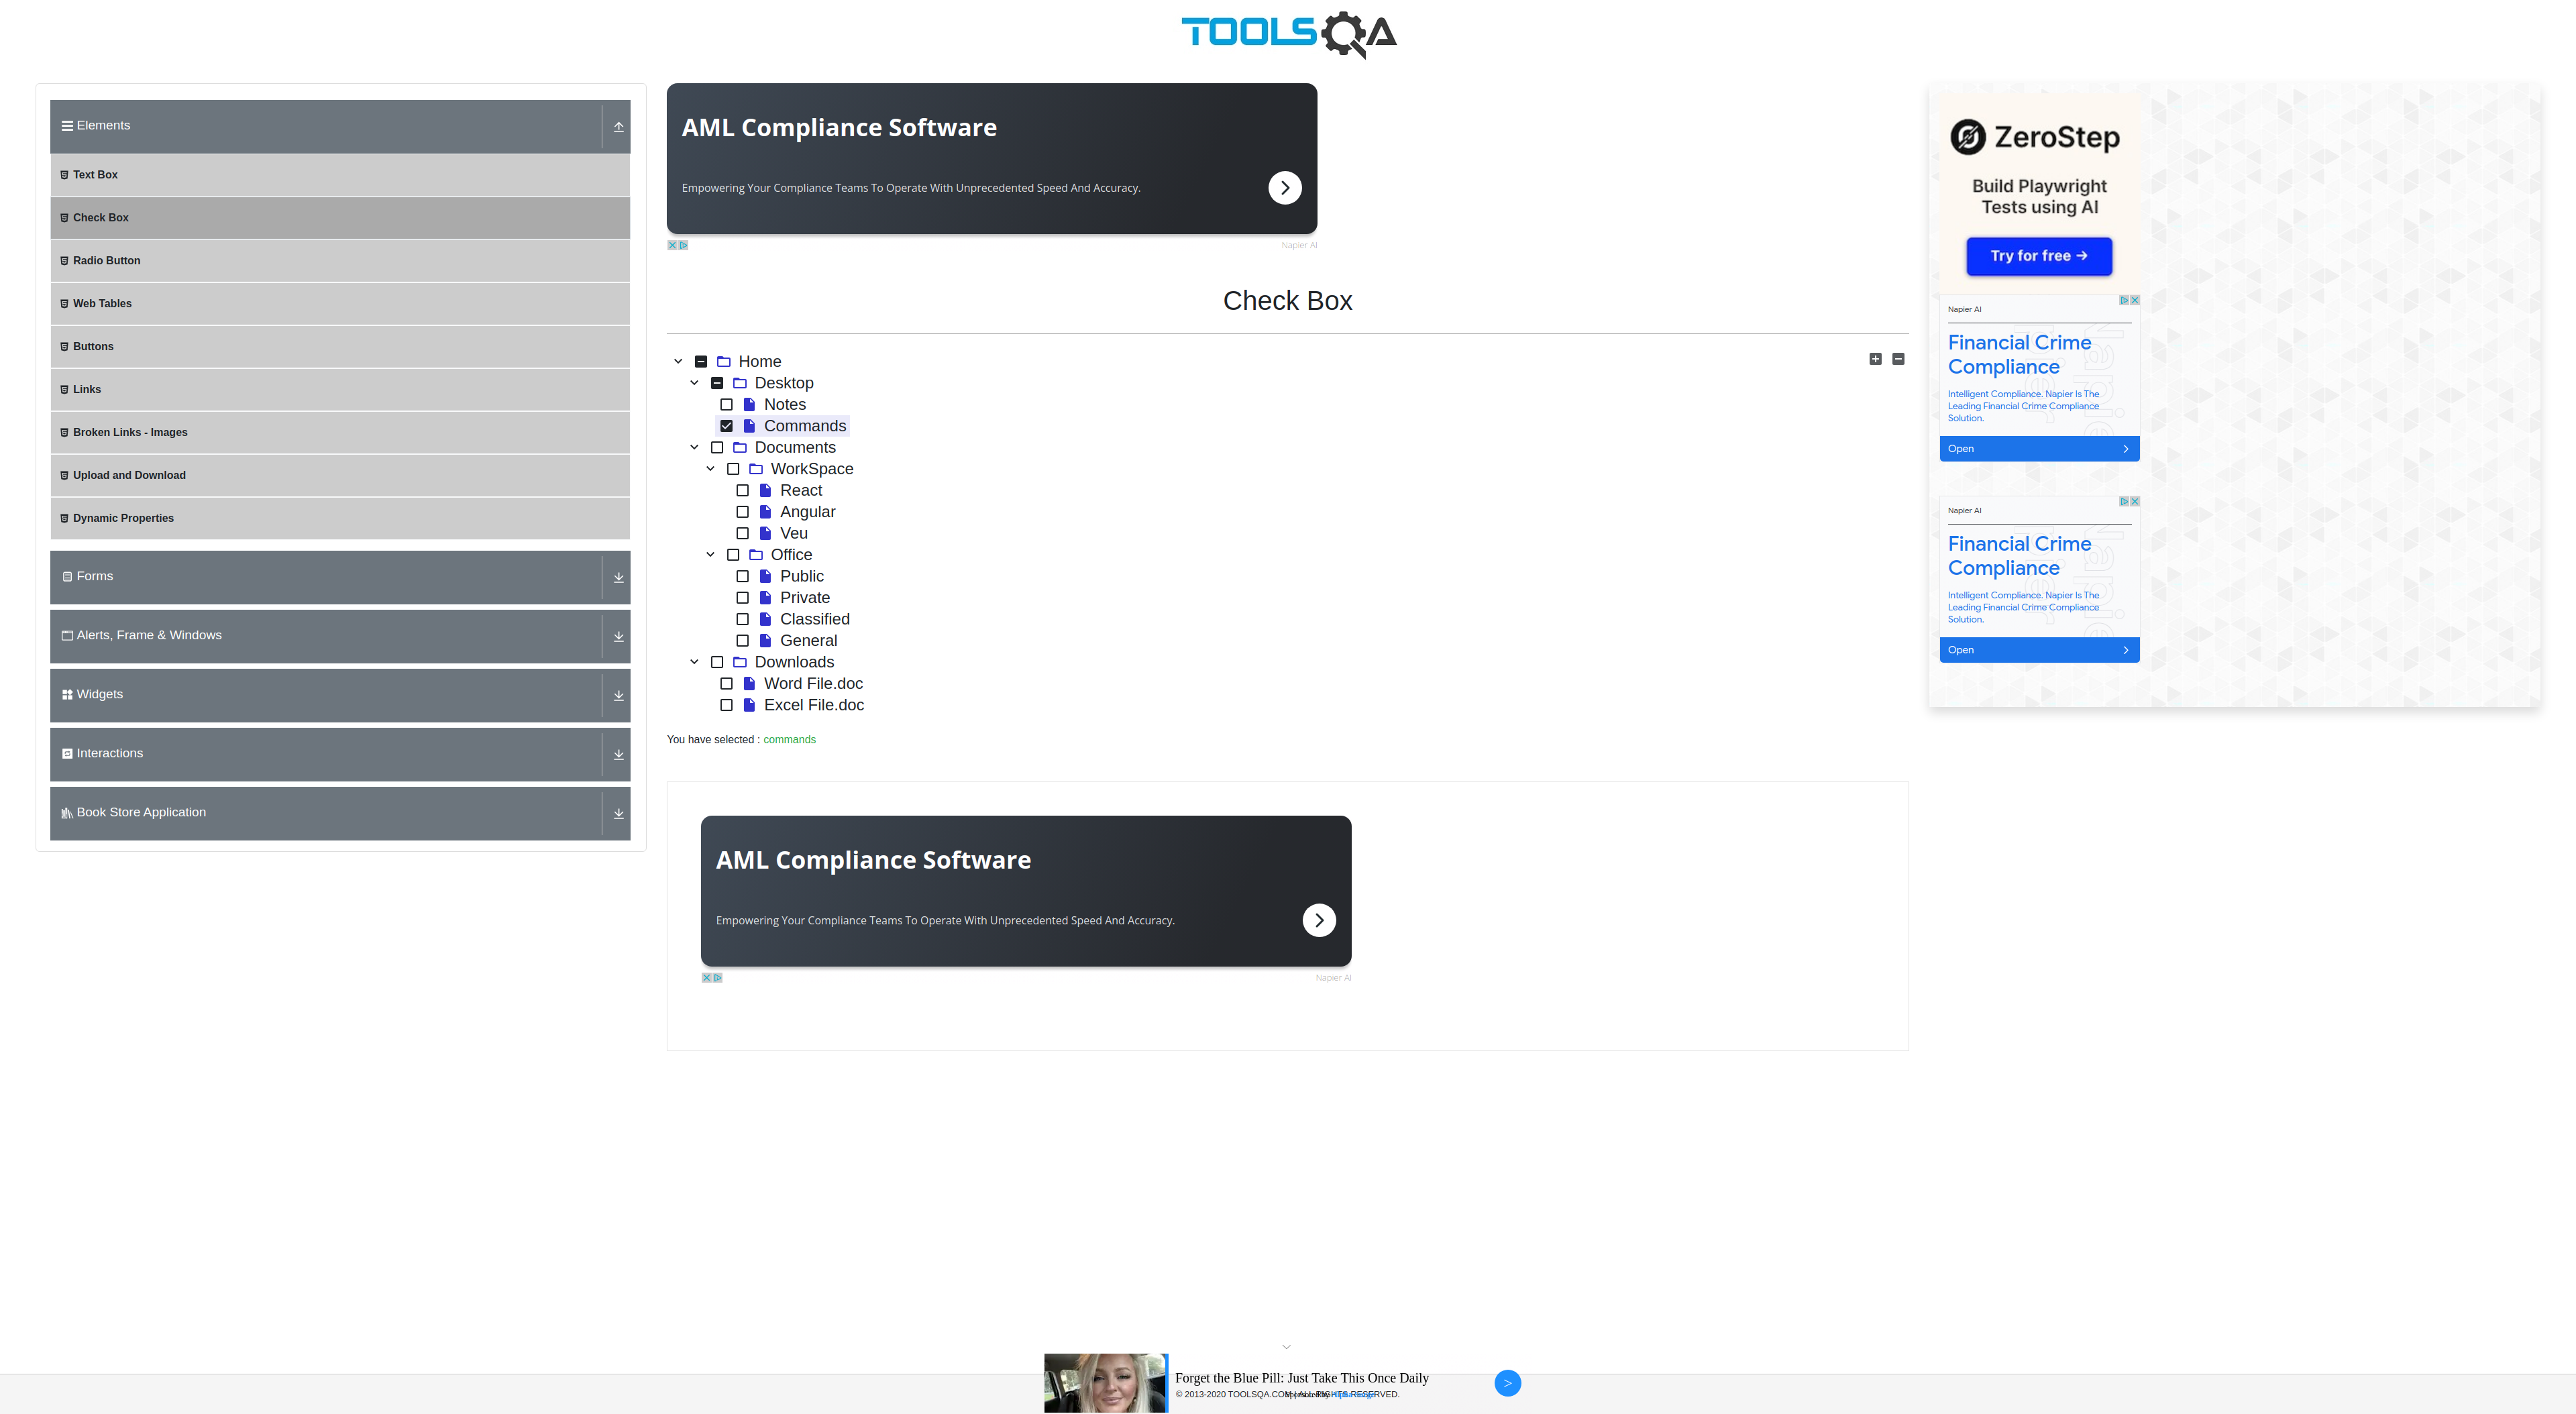 TOOLSQA
Elements
Text Box
Check Box
Radio Button
Web Tables
Buttons
Links
Broken Links - Images
Upload and Download
Dynamic Properties
Forms
Alerts, Frame & Windows
Widgets
Interactions
Book Store Application
AML Compliance Software
Empowering Your Compliance Teams To Operate With Unprecedented Speed And Accuracy.
Napier AI
Check Box
Home
Desktop
Notes
Commands
Documents
WorkSpace
React
Angular
Veu
Office
Public
Private
Classified
General
Downloads
Word File.doc
Excel File.doc
You have selected : commands
AML Compliance Software
Empowering Your Compliance Teams To Operate With Unprecedented Speed And Accuracy.
Napier AI
ZeroStep
Build Playwright
Tests using AI
Try for free →
Napier AI
Financial Crime
Compliance
Intelligent Compliance. Napier Is The
Leading Financial Crime Compliance
Solution.
Open
Napier AI
Financial Crime
Compliance
Intelligent Compliance. Napier Is The
Leading Financial Crime Compliance
Solution.
Open
Forget the Blue Pill: Just Take This Once Daily
© 2013-2020 TOOLSQA.COM | ALL RIGHTS RESERVED.